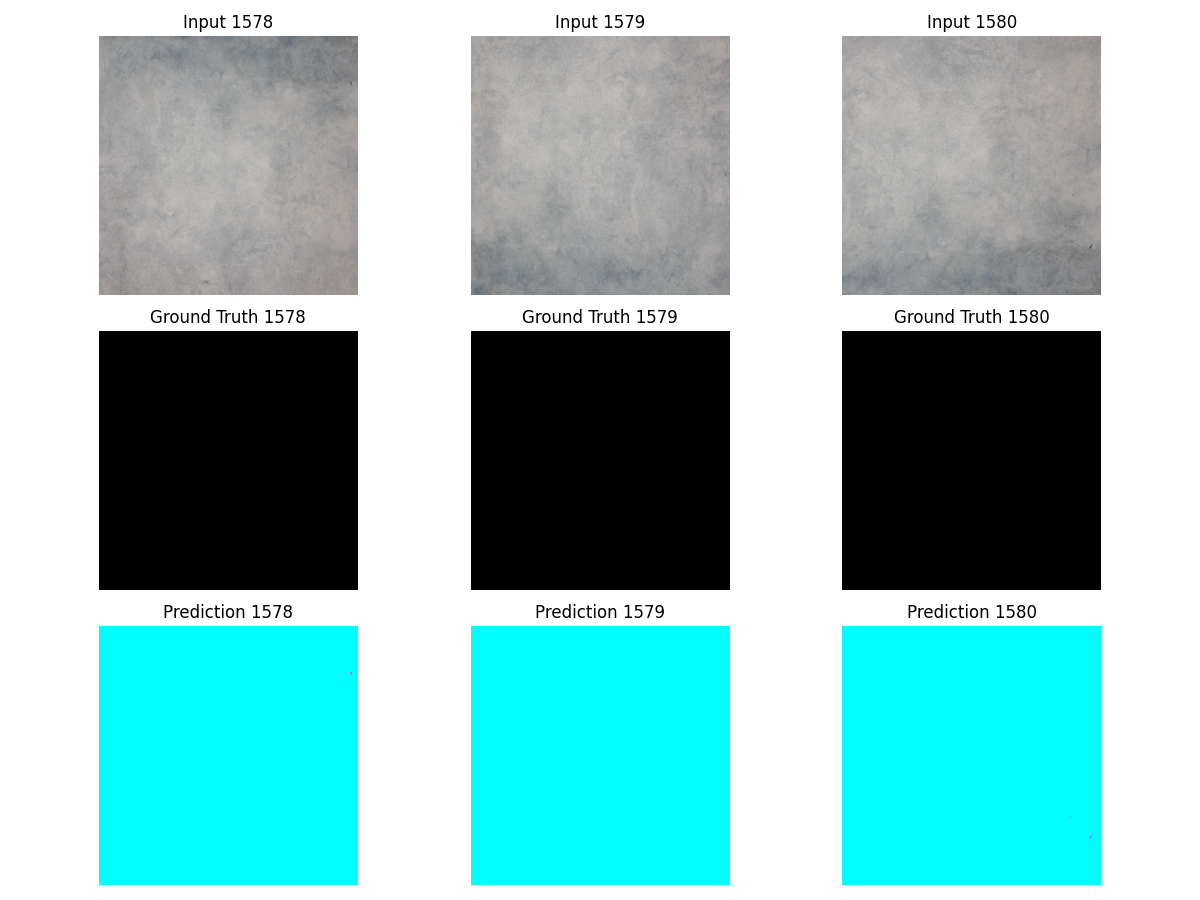 Input 1578
Input 1579
Input 1580
Ground Truth 1578
Ground Truth 1579
Ground Truth 1580
Prediction 1578
Prediction 1579
Prediction 1580